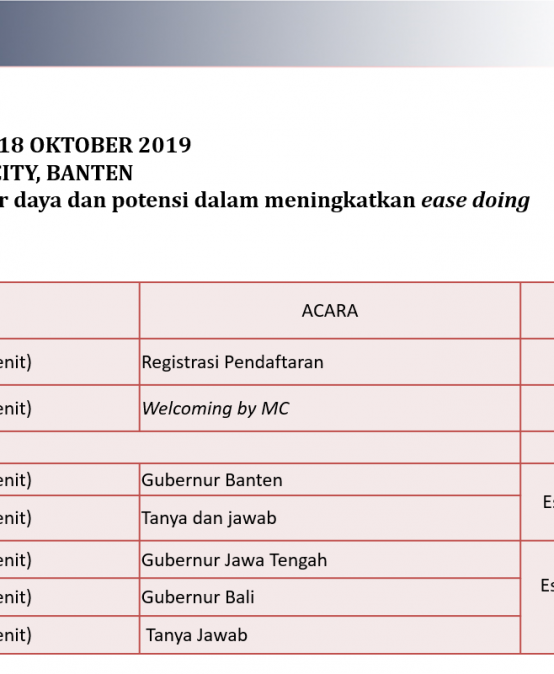 18 OKTOBER 2019
CITY, BANTEN
r daya dan potensi dalam meningkatkan ease doing
ACARA
enit) Registrasi Pendaftaran
enit) Welcoming by MC
enit) Gubernur Banten
Es
enit) Tanya dan jawab
enit) Gubernur Jawa Tengah
Es
enit) Gubernur Bali
enit) Tanya Jawab